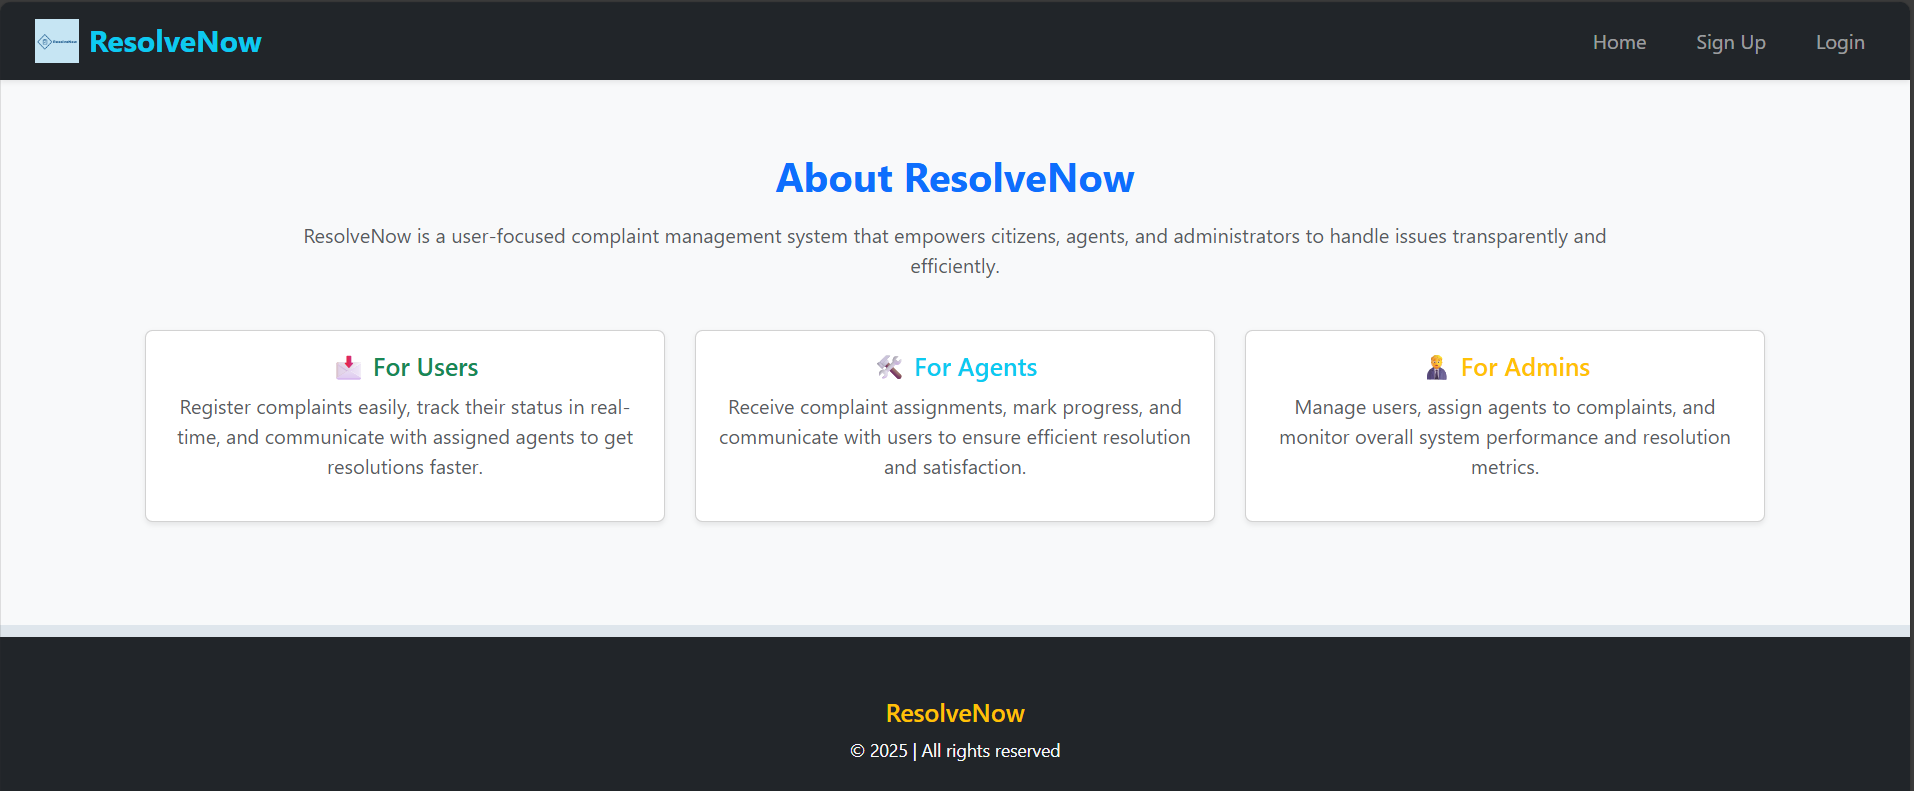 ResolveNow
ResolveNow
Home
Sign Up
Login
About ResolveNow
ResolveNow is a user-focused complaint management system that empowers citizens, agents, and administrators to handle issues transparently and
efficiently.
For Users
Register complaints easily, track their status in real-
time, and communicate with assigned agents to get
resolutions faster.
For Agents
Receive complaint assignments, mark progress, and
communicate with users to ensure efficient resolution
and satisfaction.
For Admins
Manage users, assign agents to complaints, and
monitor overall system performance and resolution
metrics.
ResolveNow
© 2025 | All rights reserved